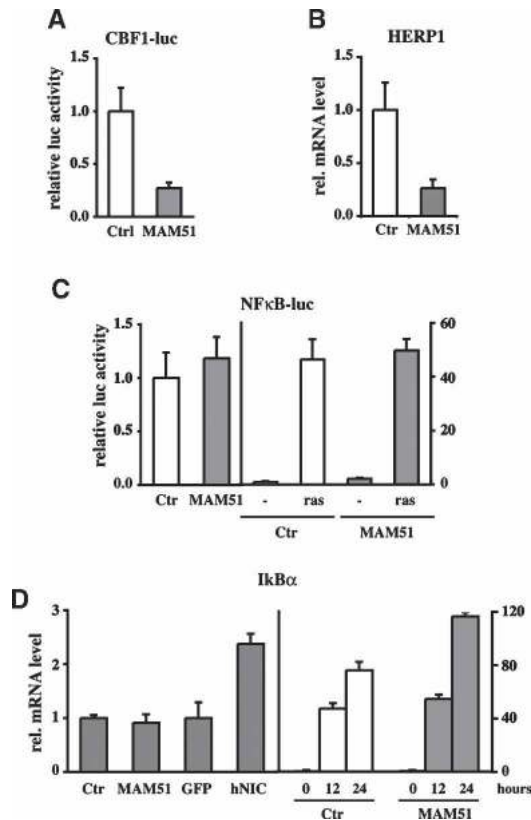 A
CBF1-luc
relative luc activity
1.5
1.0
0.5
0.0
Ctrl MAM51
B
HERP1
rel. mRNA level
1.5
1.0
0.5
0.0
Ctr MAM51
C
NFκB-luc
relative luc activity
1.5
1.0
0.5
0.0
60
40
20
0
Ctr MAM51 - ras - ras
Ctr MAM51
D
IkBα
rel. mRNA level
3
2
1
0
120
80
40
0
Ctr MAM51 GFP hNIC 0 12 24 0 12 24 hours
Ctr MAM51